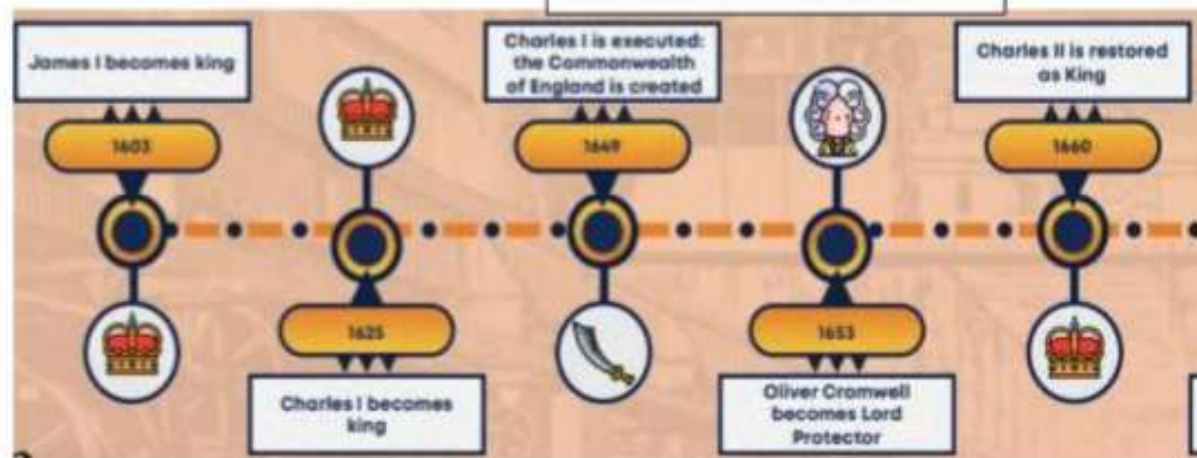 James I becomes king
1603
1625
Charles I becomes
king
Charles I is executed:
the Commonwealth
of England is created
1649
1653
Oliver Cromwell
becomes Lord
Protector
Charles II is restored
as King
1660